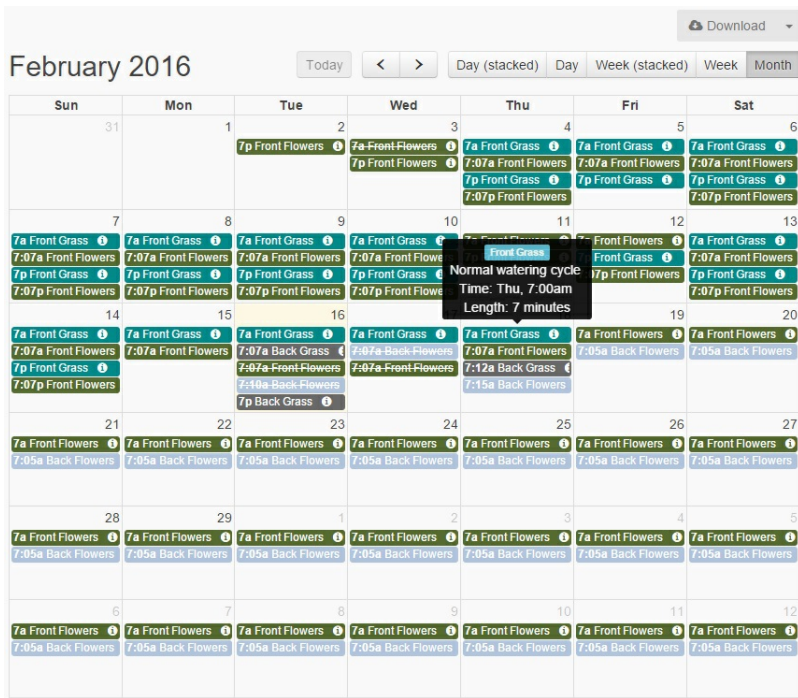 Download
February 2016
Today < > Day (stacked) Day Week (stacked) Week Month
Sun Mon Tue Wed Thu Fri Sat
31 1 2 3 4 5 6
7p Front Flowers 7a Front Flowers 7a Front Grass 7a Front Grass 7a Front Grass
7p Front Flowers 7:07a Front Flowers 7:07a Front Flowers 7:07a Front Flowers
7p Front Grass 7p Front Grass 7p Front Grass
7:07p Front Flowers 7:07p Front Flowers
7 8 9 10 11 12 13
7a Front Grass 7a Front Grass 7a Front Grass 7a Front Grass Front Flowers 7a Front Grass
7:07a Front Flowers 7:07a Front Flowers 7:07a Front Flowers 7:07a Front Front Grass 7:07a Front Flowers
7p Front Grass 7p Front Grass 7p Front Grass 7p Front Grass 7p Front Grass
7:07p Front Flowers 7:07p Front Flowers 7:07p Front Flowers 7:07p Front Front Flowers 7:07p Front Flowers
Front Grass
Normal watering cycle
Time: Thu, 7:00am
Length: 7 minutes
14 15 16 19 20
7a Front Grass 7a Front Grass 7a Front Grass 7a Front Grass 7a Front Grass 7a Front Flowers 7a Front Flowers
7:07a Front Flowers 7:07a Front Flowers 7:07a Back Grass 7:07a Back Flowers 7:07a Front Flowers 7:05a Back Flowers 7:05a Back Flowers
7p Front Grass 7:07a Front Flowers 7:07a Front Flowers 7:12a Back Grass
7:07p Front Flowers 7:10a Back Flowers 7:15a Back Flowers
7p Back Grass
21 22 23 24 25 26 27
7a Front Flowers 7a Front Flowers 7a Front Flowers 7a Front Flowers 7a Front Flowers 7a Front Flowers 7a Front Flowers
7:05a Back Flowers 7:05a Back Flowers 7:05a Back Flowers 7:05a Back Flowers 7:05a Back Flowers 7:05a Back Flowers 7:05a Back Flowers
28 29 1 2 3 4 5
7a Front Flowers 7a Front Flowers 7a Front Flowers 7a Front Flowers 7a Front Flowers 7a Front Flowers 7a Front Flowers
7:05a Back Flowers 7:05a Back Flowers 7:05a Back Flowers 7:05a Back Flowers 7:05a Back Flowers 7:05a Back Flowers 7:05a Back Flowers
6 7 8 9 10 11 12
7a Front Flowers 7a Front Flowers 7a Front Flowers 7a Front Flowers 7a Front Flowers 7a Front Flowers 7a Front Flowers
7:05a Back Flowers 7:05a Back Flowers 7:05a Back Flowers 7:05a Back Flowers 7:05a Back Flowers 7:05a Back Flowers 7:05a Back Flowers